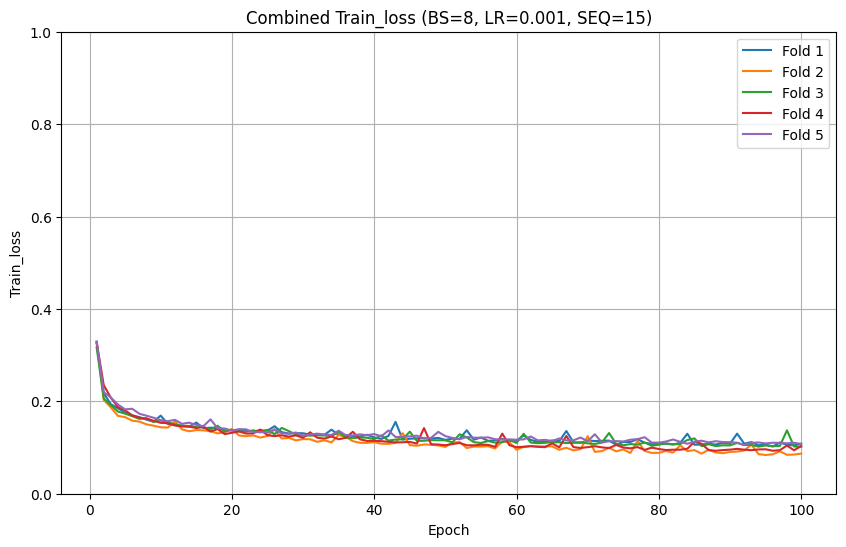 Combined Train_loss (BS=8, LR=0.001, SEQ=15)
Fold 1
Fold 2
Fold 3
Fold 4
Fold 5
Train_loss
1.0
0.8
0.6
0.4
0.2
0.0
0 20 40 60 80 100
Epoch